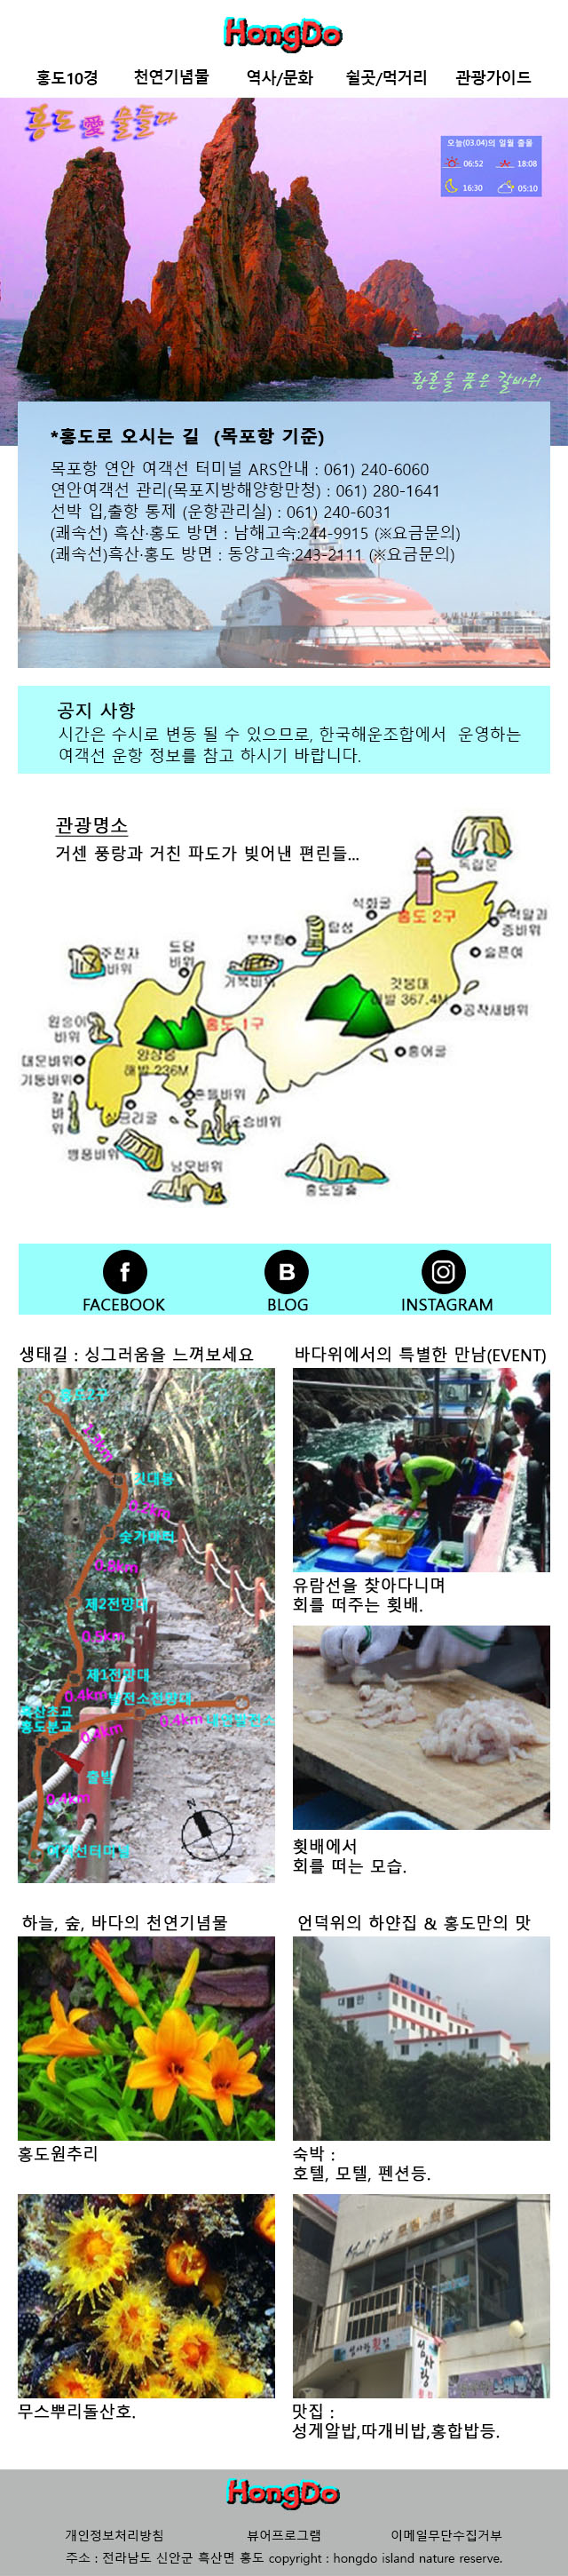 HongDo
홍도10경 천연기념물 역사/문화 쉴곳/먹거리 관광가이드
홍도 愛 술들다
오늘(03.04)의 일월 출몰
06:52 18:08
16:30 05:10
황혼을 품은 칼바위
*홍도로 오시는 길 (목포항 기준)
목포항 연안 여객선 터미널 ARS안내 : 061) 240-6060
연안여객선 관리(목포지방해양항만청) : 061) 280-1641
선박 입,출항 통제 (운항관리실) : 061) 240-6031
(쾌속선) 흑산·홍도 방면 : 남해고속:244-9915 (※요금문의)
(쾌속선)흑산·홍도 방면 : 동양고속:243-2111 (※요금문의)
공지 사항
시간은 수시로 변동 될 수 있으므로, 한국해운조합에서 운영하는
여객선 운항 정보를 참고 하시기 바랍니다.
관광명소
거센 풍랑과 거친 파도가 빚어낸 편린들...
독립문
석화굴
홍도 2구
탑섬
슬픈여
주전자
바위
도담
바위
거북바위
깃봉대
해발 367.4M
공작새바위
원숭이
바위
홍도 1구
홍어굴
대문바위
기둥바위
양상봉
해발 236M
칼
바
위
흔들바위
실금리굴
병풍바위
남문바위
FACEBOOK BLOG INSTAGRAM
생태길 : 싱그러움을 느껴보세요
홍도2구
깃대봉
0.2km
숯가마터
0.8km
제2전망대
제1전망대
0.4km
발전소전망대
0.4km
흑산초교
홍도분교
0.4km
출발
0.4km
여객선터미널
바다위에서의 특별한 만남(EVENT)
유람선을 찾아다니며
회를 떠주는 횟배.
횟배에서
회를 떠는 모습.
하늘, 숲, 바다의 천연기념물
홍도원추리
무스뿌리돌산호.
언덕위의 하얀집 & 홍도만의 맛
숙박 :
호텔, 모텔, 펜션등.
섬사랑
맛집 :
성게알밥,따개비밥,홍합밥등.
HongDo
개인정보처리방침 뷰어프로그램 이메일무단수집거부
주소 : 전라남도 신안군 흑산면 홍도 copyright : hongdo island nature reserve.